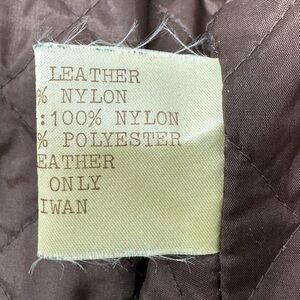 LEATHER
% NYLON
:100% NYLON
% POLYESTER
EATHER
ONLY
IWAN